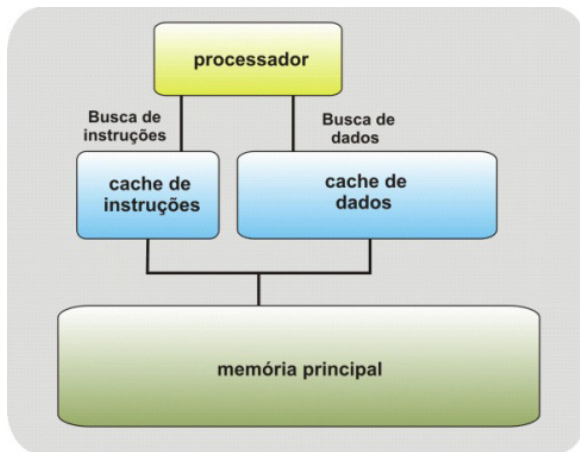 processador
Busca de
instruções
Busca de
dados
cache de
instruções
cache de
dados
memória principal